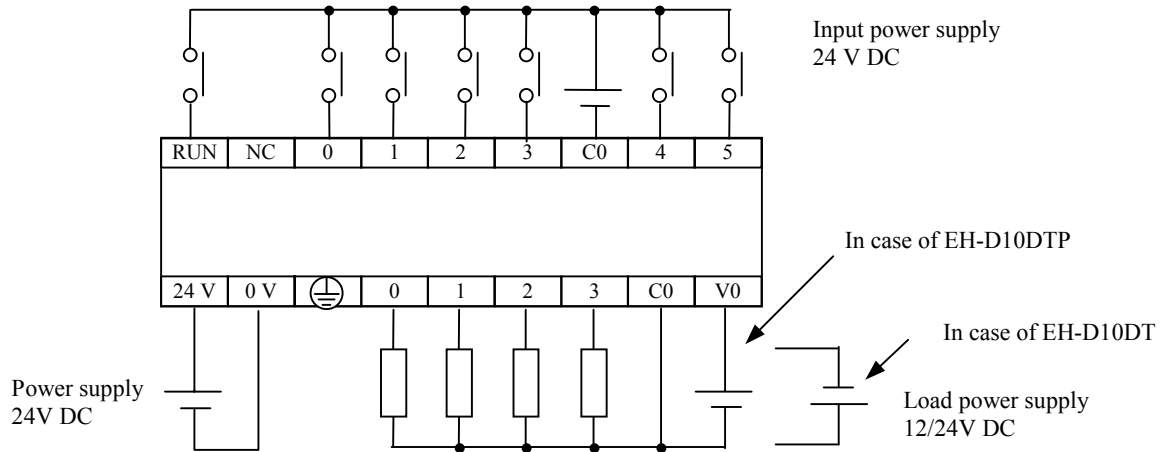 Input power supply
24 V DC
RUN NC 0 1 2 3 C0 4 5
In case of EH-D10DTP
24 V 0 V 0 1 2 3 C0 V0
In case of EH-D10DT
Power supply
24V DC
Load power supply
12/24V DC